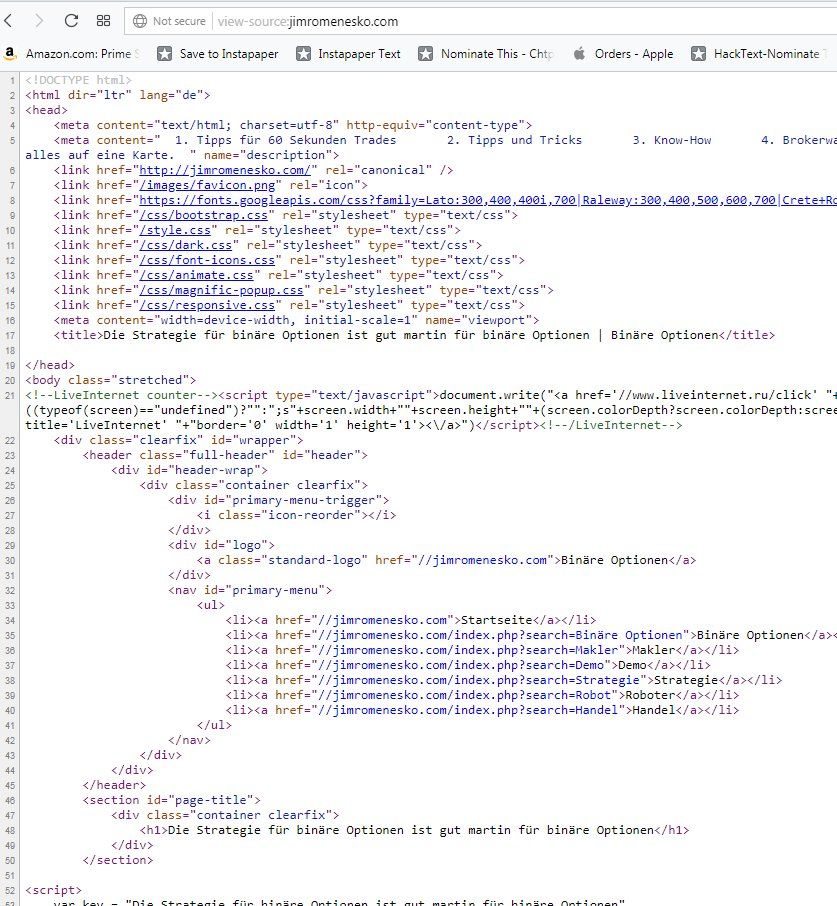 Not secure | view-source:jimromenesko.com
Amazon.com: Prime S Save to Instapaper Instapaper Text Nominate This - Chtp Orders - Apple HackText-Nominate T
1 <!DOCTYPE html>
2 <html dir="ltr" lang="de">
3 <head>
4 <meta content="text/html; charset=utf-8" http-equiv="content-type">
5 <meta content=" 1. Tipps für 60 Sekunden Trades 2. Tipps und Tricks 3. Know-How 4. Brokerwa
alles auf eine Karte. " name="description">
6 <link href="http://jimromenesko.com/" rel="canonical" />
7 <link href="/images/favicon.png" rel="icon">
8 <link href="https://fonts.googleapis.com/css?family=Lato:300,400,400i,700|Raleway:300,400,500,600,700|Crete+Ro
9 <link href="/css/bootstrap.css" rel="stylesheet" type="text/css">
10 <link href="/style.css" rel="stylesheet" type="text/css">
11 <link href="/css/dark.css" rel="stylesheet" type="text/css">
12 <link href="/css/font-icons.css" rel="stylesheet" type="text/css">
13 <link href="/css/animate.css" rel="stylesheet" type="text/css">
14 <link href="/css/magnific-popup.css" rel="stylesheet" type="text/css">
15 <link href="/css/responsive.css" rel="stylesheet" type="text/css">
16 <meta content="width=device-width, initial-scale=1" name="viewport">
17 <title>Die Strategie für binäre Optionen ist gut martin für binäre Optionen | Binäre Optionen</title>
18
19 </head>
20 <body class="stretched">
21 <!--LiveInternet counter--><script type="text/javascript">document.write("<a href='//www.liveinternet.ru/click' "+
((typeof(screen)=="undefined")?"":";s"+screen.width+"*"+screen.height+"*"+(screen.colorDepth?screen.colorDepth:scree
title='LiveInternet' "+"border='0' width='1' height='1'><\/a>")</script><!--/LiveInternet-->
22 <div class="clearfix" id="wrapper">
23 <header class="full-header" id="header">
24 <div id="header-wrap">
25 <div class="container clearfix">
26 <div id="primary-menu-trigger">
27 <i class="icon-reorder"></i>
28 </div>
29 <div id="logo">
30 <a class="standard-logo" href="//jimromenesko.com">Binäre Optionen</a>
31 </div>
32 <nav id="primary-menu">
33 <ul>
34 <li><a href="//jimromenesko.com">Startseite</a></li>
35 <li><a href="//jimromenesko.com/index.php?search=Binäre Optionen">Binäre Optionen</a><
36 <li><a href="//jimromenesko.com/index.php?search=Makler">Makler</a></li>
37 <li><a href="//jimromenesko.com/index.php?search=Demo">Demo</a></li>
38 <li><a href="//jimromenesko.com/index.php?search=Strategie">Strategie</a></li>
39 <li><a href="//jimromenesko.com/index.php?search=Robot">Roboter</a></li>
40 <li><a href="//jimromenesko.com/index.php?search=Handel">Handel</a></li>
41 </ul>
42 </nav>
43 </div>
44 </div>
45 </header>
46 <section id="page-title">
47 <div class="container clearfix">
48 <h1>Die Strategie für binäre Optionen ist gut martin für binäre Optionen</h1>
49 </div>
50 </section>
51
52 <script>
53 var key = "Die Strategie für binäre Optionen ist gut martin für binäre Optionen"